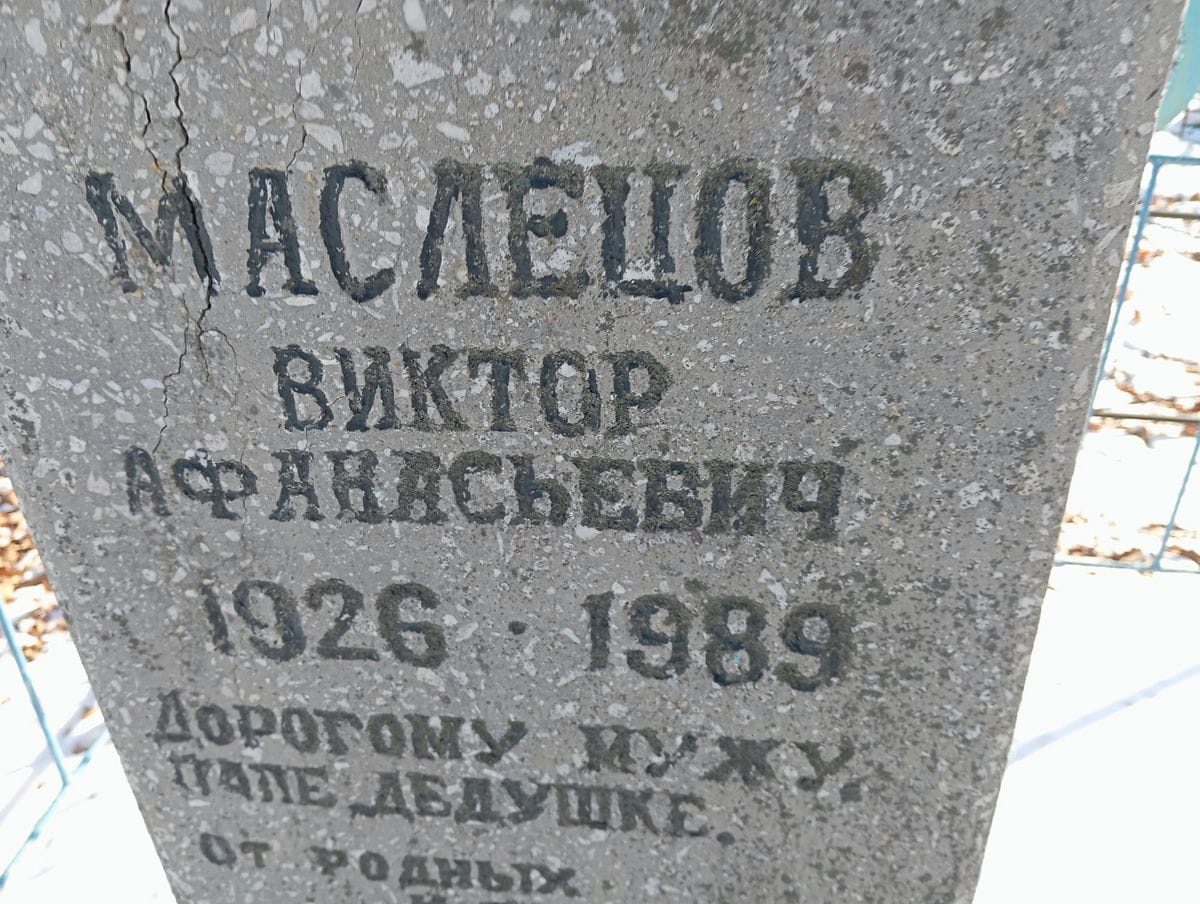 МАСЛЕЦОВ
ВИКТОР
АФАНАСЬЕВИЧ
1926 · 1989
ДОРОГОМУ МУЖУ,
ПАПЕ ДЕДУШКЕ.
ОТ РОДНЫХ